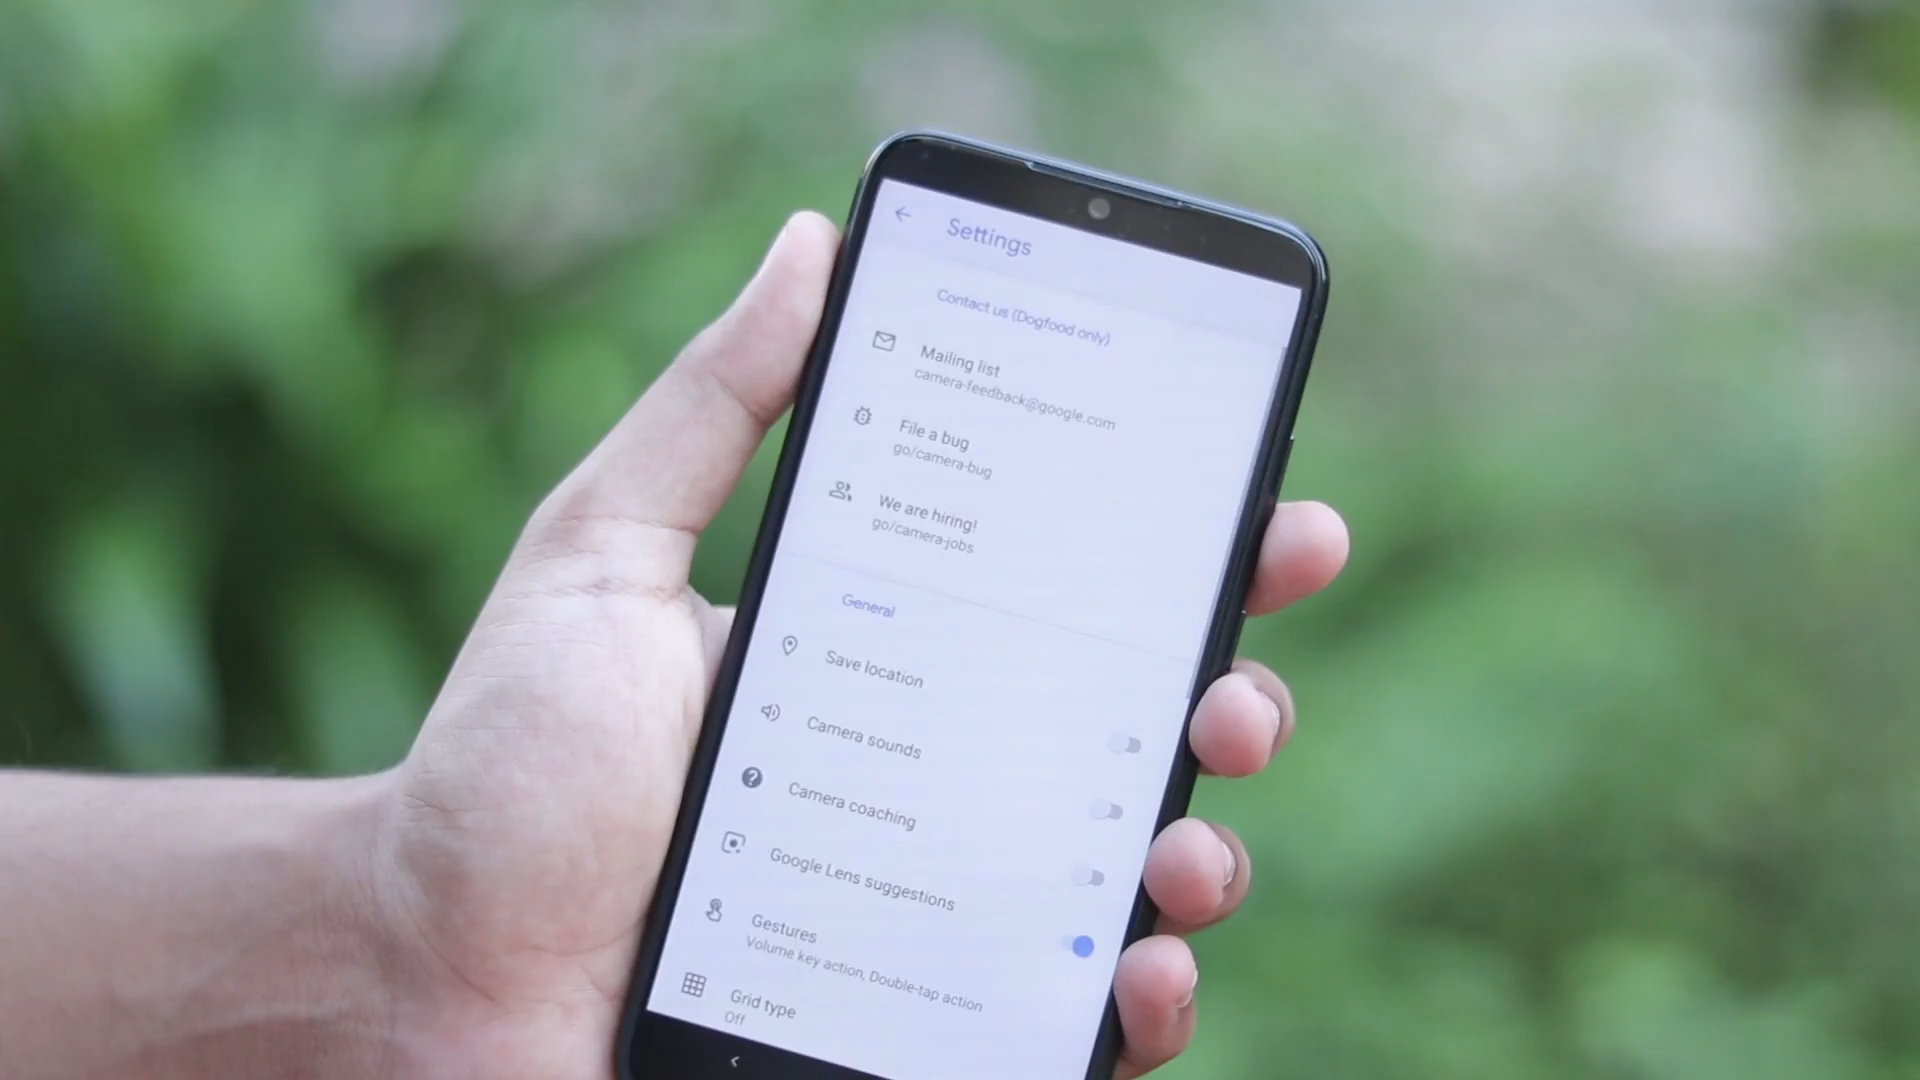 Settings
Contact us (Dogfood only)
Mailing list
camera-feedback@google.com
File a bug
go/camera-bug
We are hiring!
go/camera-jobs
General
Save location
Camera sounds
Camera coaching
Google Lens suggestions
Gestures
Volume key action, Double-tap action
Grid type
Off